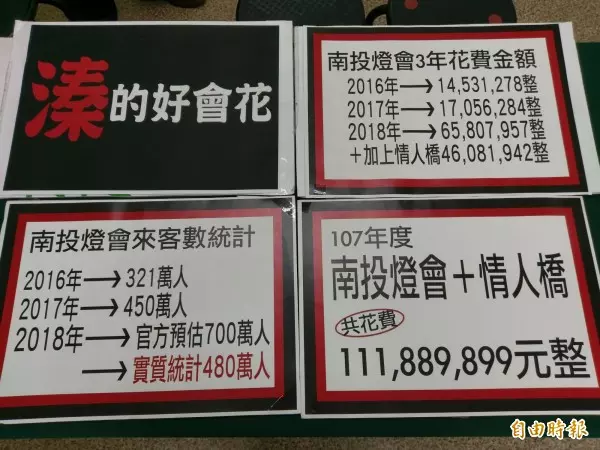 溱的好會花
南投燈會3年花費金額
2016年→14,531,278整
2017年→17,056,284整
2018年→65,807,957整
＋加上情人橋46,081,942整
南投燈會來客數統計
2016年→321萬人
2017年→450萬人
2018年→官方預估700萬人
→實質統計480萬人
107年度
南投燈會＋情人橋
共花費
111,889,899元整
自由時報